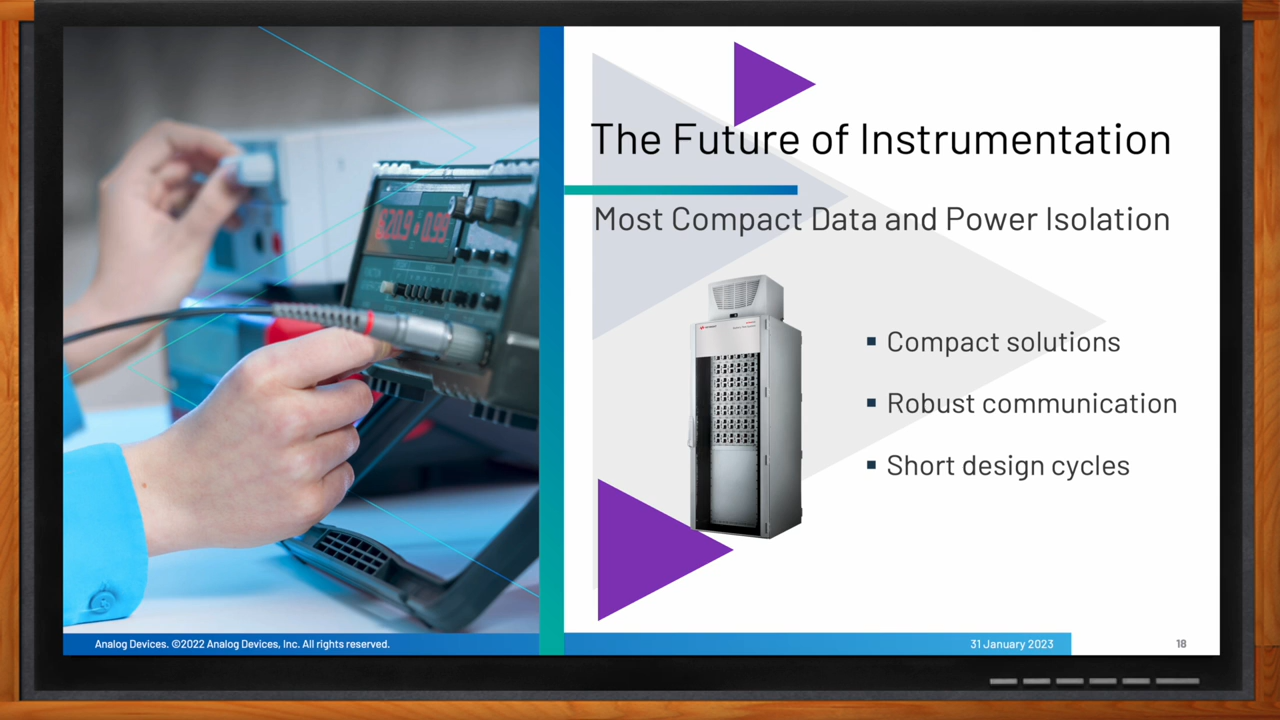 The Future of Instrumentation
Most Compact Data and Power Isolation
▪ Compact solutions
▪ Robust communication
▪ Short design cycles
Analog Devices. ©2022 Analog Devices, Inc. All rights reserved.
31 January 2023
18